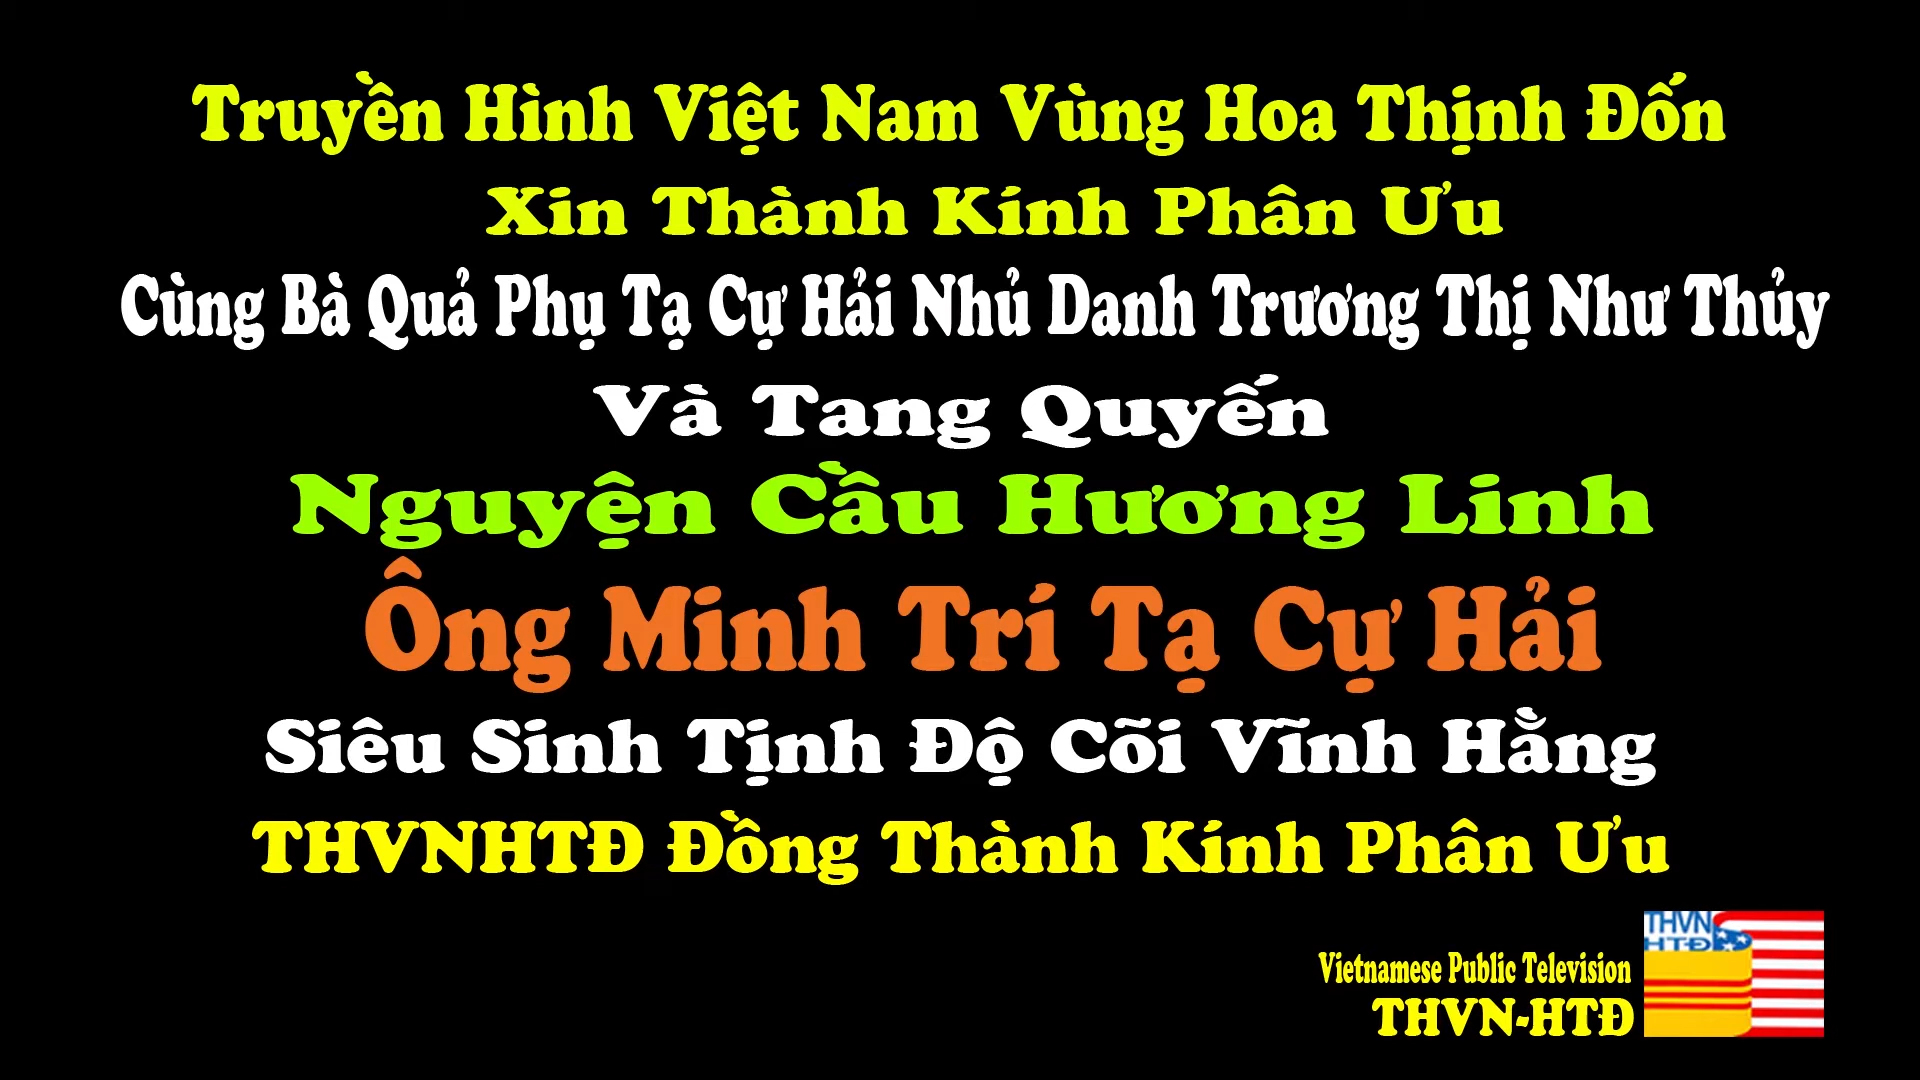 Truyền Hình Việt Nam Vùng Hoa Thịnh Đốn
Xin Thành Kính Phân Ưu
Cùng Bà Quả Phụ Tạ Cự Hải Nhủ Danh Trương Thị Như Thủy
Và Tang Quyến
Nguyện Cầu Hương Linh
Ông Minh Trí Tạ Cự Hải
Siêu Sinh Tịnh Độ Cõi Vĩnh Hằng
THVNHTĐ Đồng Thành Kính Phân Ưu
THVN
HTĐ
Vietnamese Public Television
THVN-HTĐ